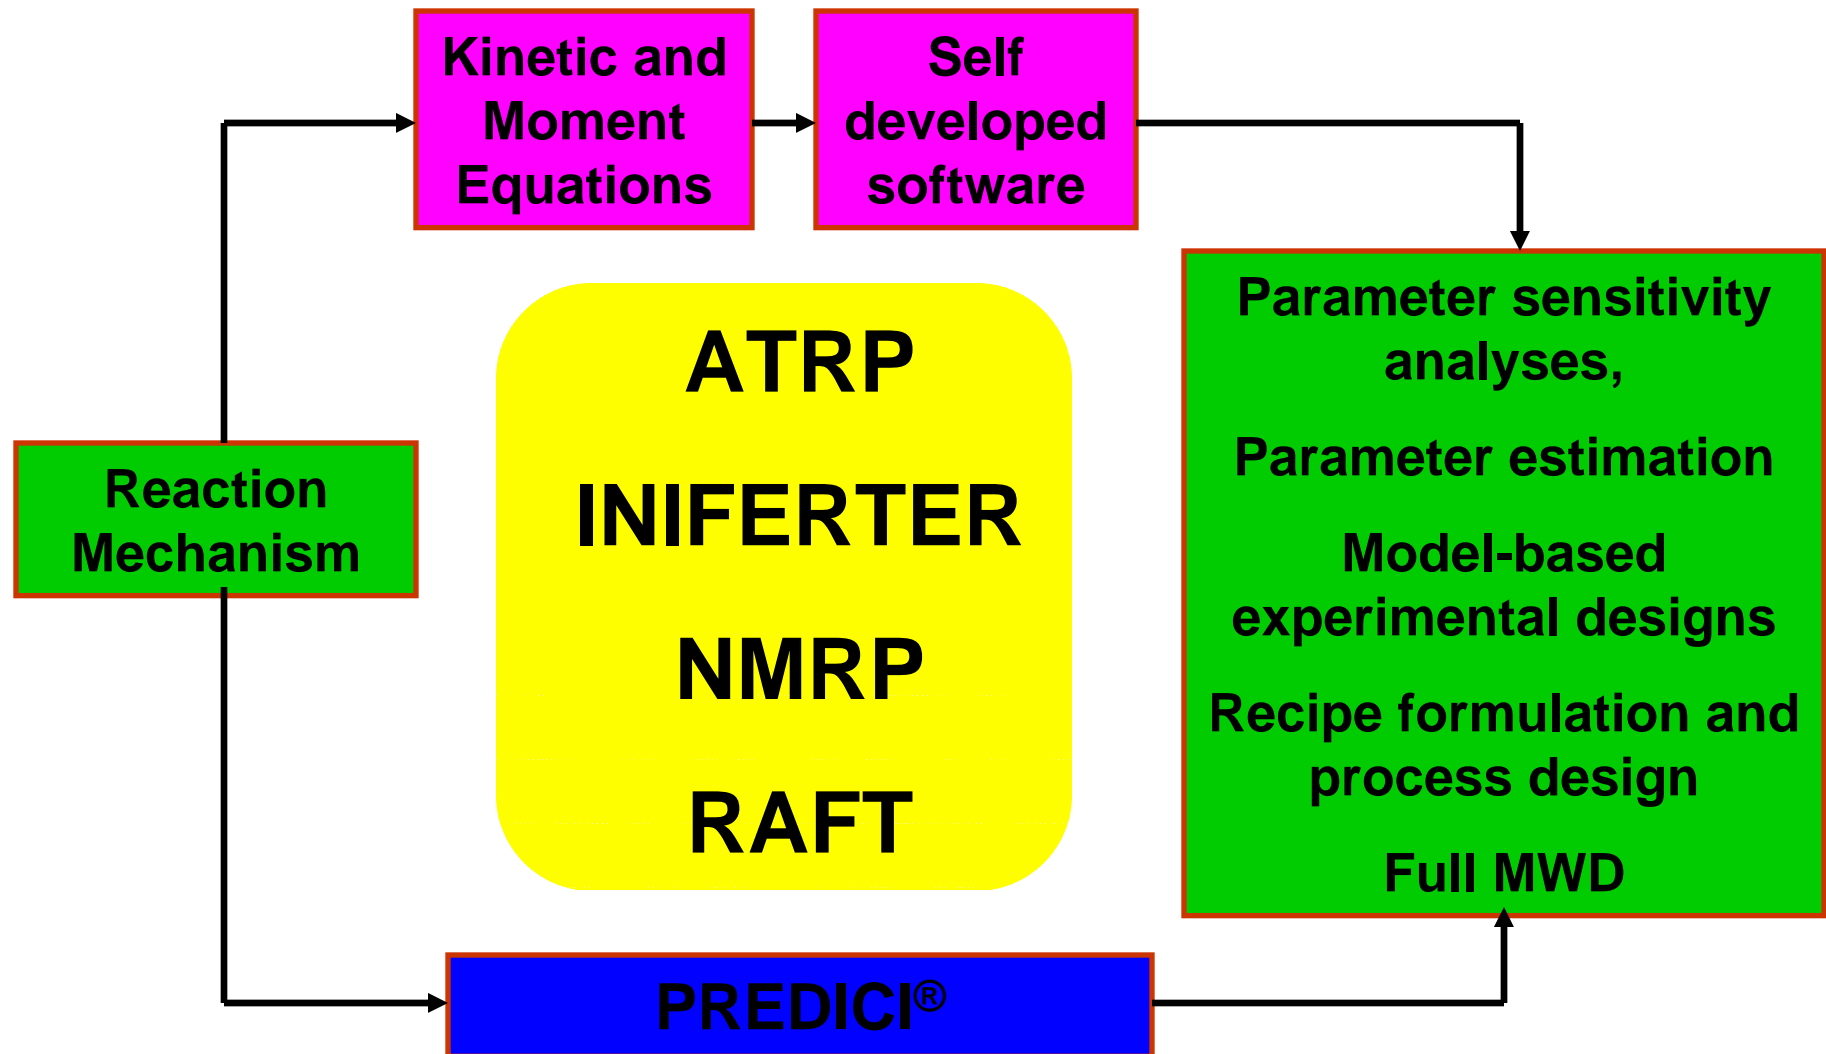 Kinetic and
Moment
Equations
Self
developed
software
Reaction
Mechanism
ATRP
INIFERTER
NMRP
RAFT
Parameter sensitivity
analyses,
Parameter estimation
Model-based
experimental designs
Recipe formulation and
process design
Full MWD
PREDICI®